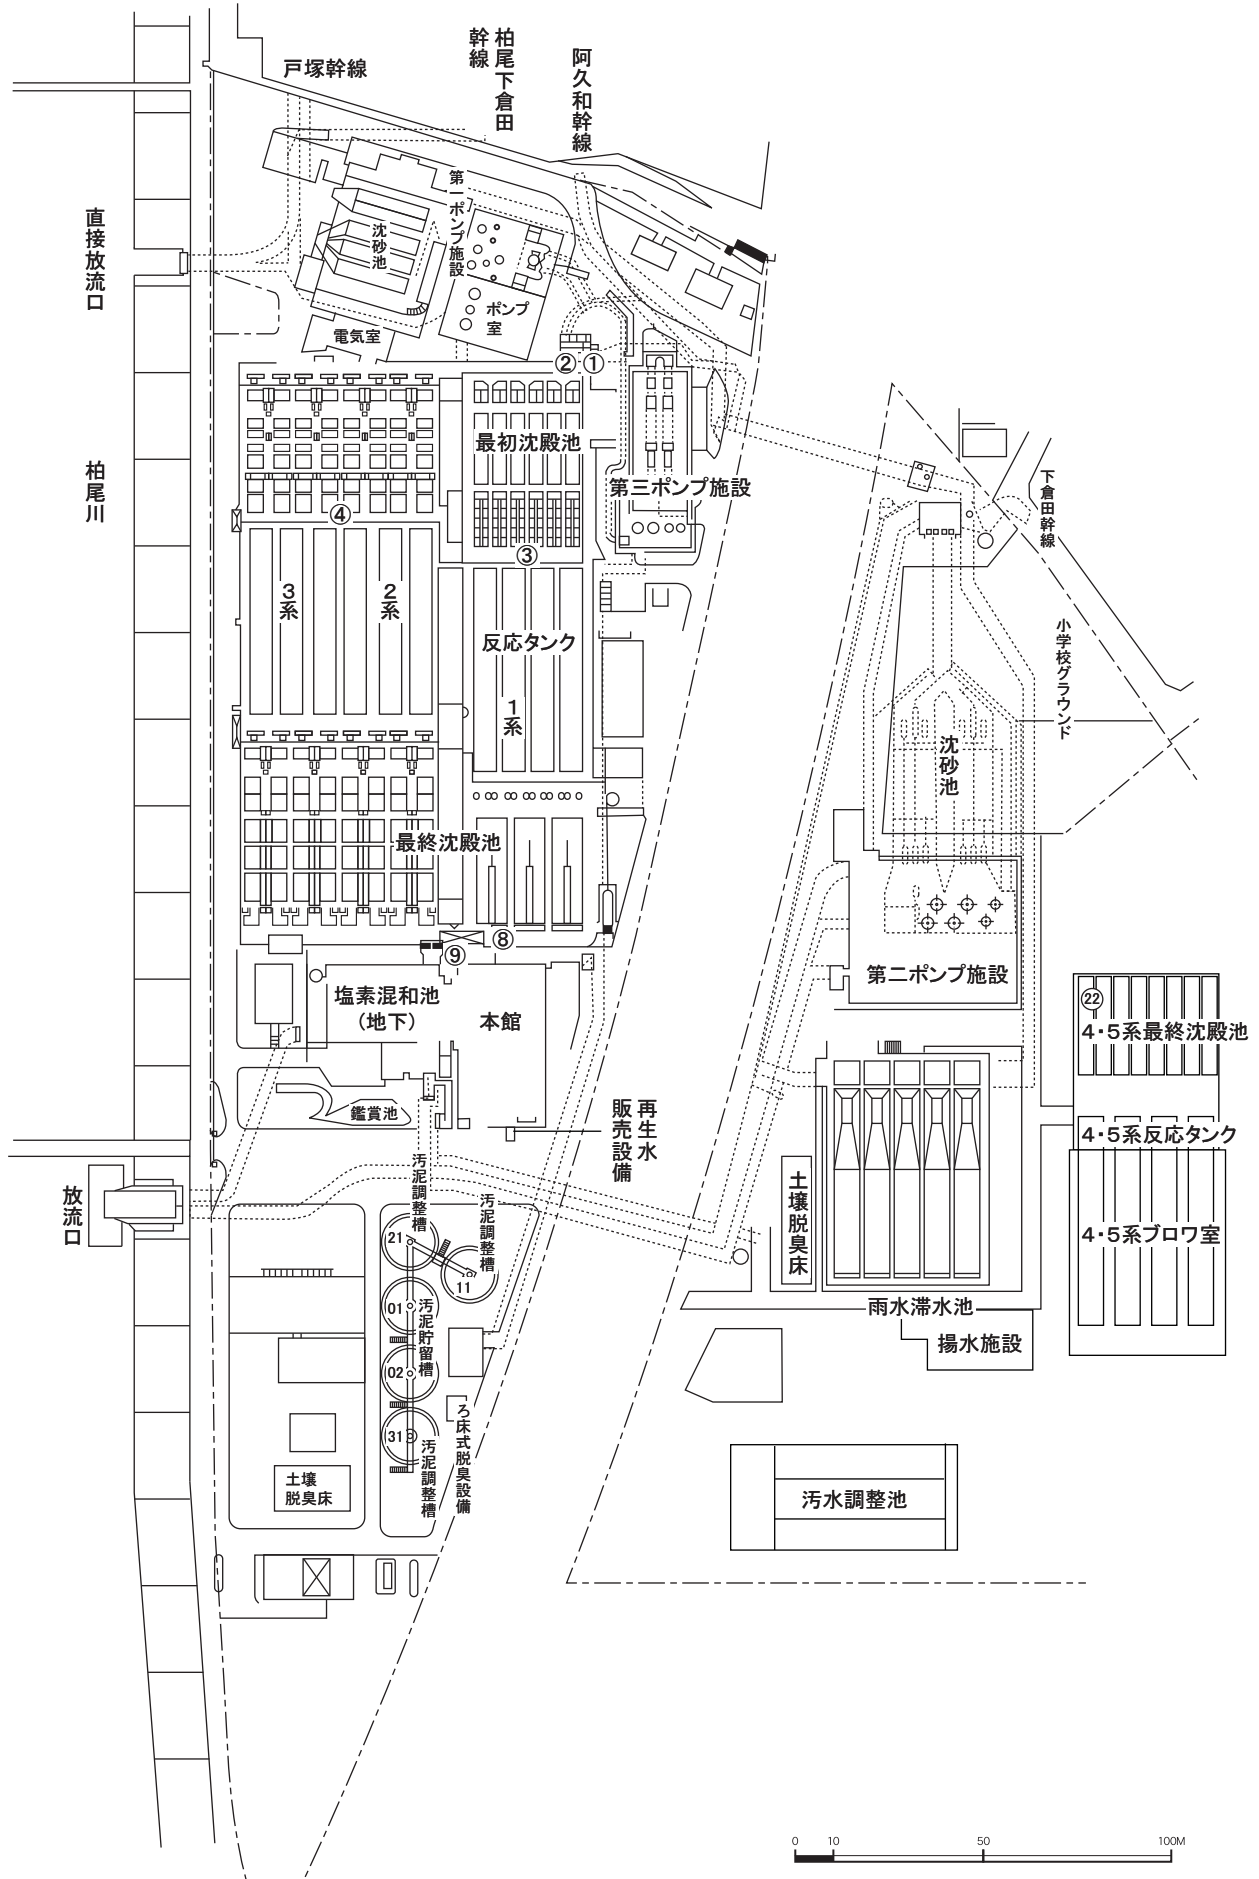 戸塚幹線
柏尾下倉田
幹線
阿久和幹線
直接放流口
第一ポンプ施設
沈砂池
ポンプ
室
電気室
②
①
最初沈殿池
柏尾川
第三ポンプ施設
下倉田幹線
④
③
3系
2系
反応タンク
小学校グラウンド
1系
沈砂池
最終沈殿池
⑧
⑨
第二ポンプ施設
塩素混和池
(地下)
本館
22
4・5系最終沈殿池
鑑賞池
再生水
販売設備
4・5系反応タンク
汚泥調整槽
汚泥調整槽
放流口
土壌脱臭床
4・5系ブロワ室
21
11
01
汚泥貯留槽
雨水滞水池
揚水施設
02
31
汚泥調整槽
ろ床式脱臭設備
土壌
脱臭床
汚水調整池
0 10 50 100M